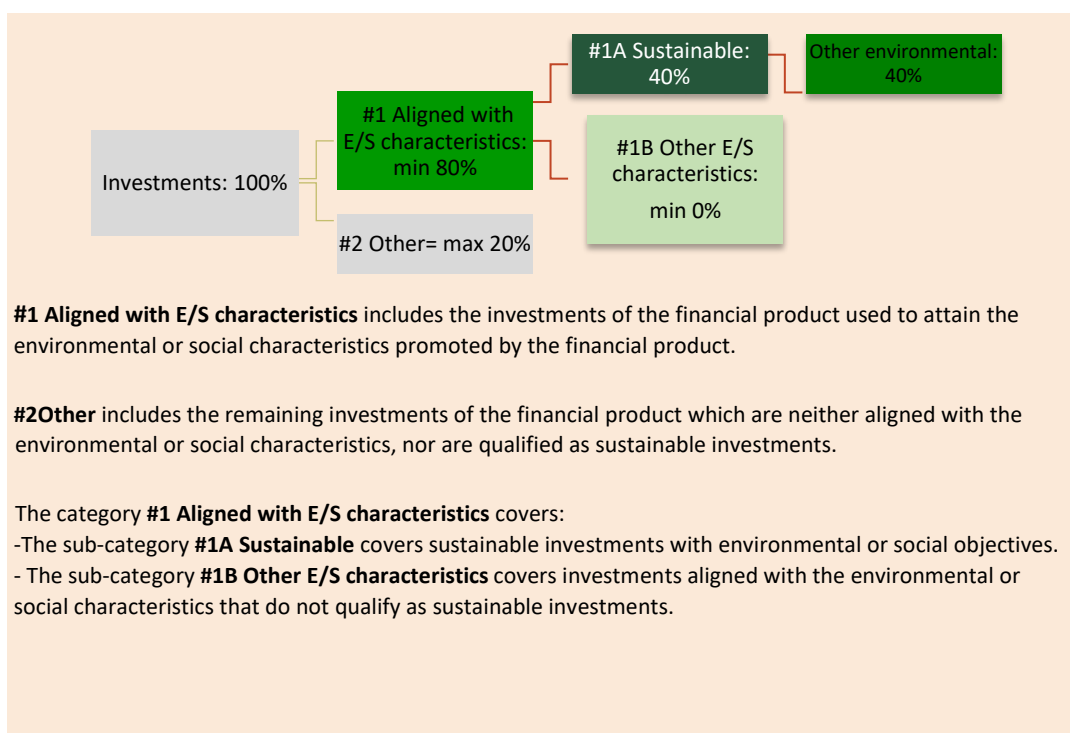 #1A Sustainable:
40%
Other environmental:
40%
#1 Aligned with
E/S characteristics:
min 80%
#1B Other E/S
characteristics:
min 0%
Investments: 100%
#2 Other= max 20%
#1 Aligned with E/S characteristics includes the investments of the financial product used to attain the
environmental or social characteristics promoted by the financial product.
#2Other includes the remaining investments of the financial product which are neither aligned with the
environmental or social characteristics, nor are qualified as sustainable investments.
The category #1 Aligned with E/S characteristics covers:
-The sub-category #1A Sustainable covers sustainable investments with environmental or social objectives.
- The sub-category #1B Other E/S characteristics covers investments aligned with the environmental or
social characteristics that do not qualify as sustainable investments.